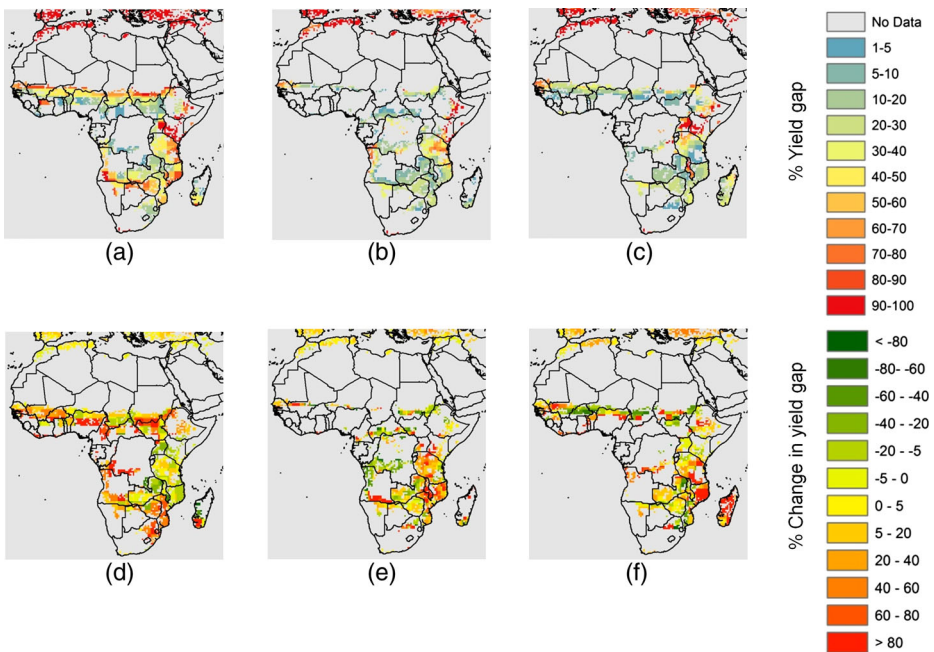 (a)
(b)
(c)
% Yield gap
No Data
1-5
5-10
10-20
20-30
30-40
40-50
50-60
60-70
70-80
80-90
90-100
(d)
(e)
(f)
% Change in yield gap
< -80
-80- -60
-60 - -40
-40 - -20
-20 - -5
-5 - 0
0 - 5
5 - 20
20 - 40
40 - 60
60 - 80
> 80